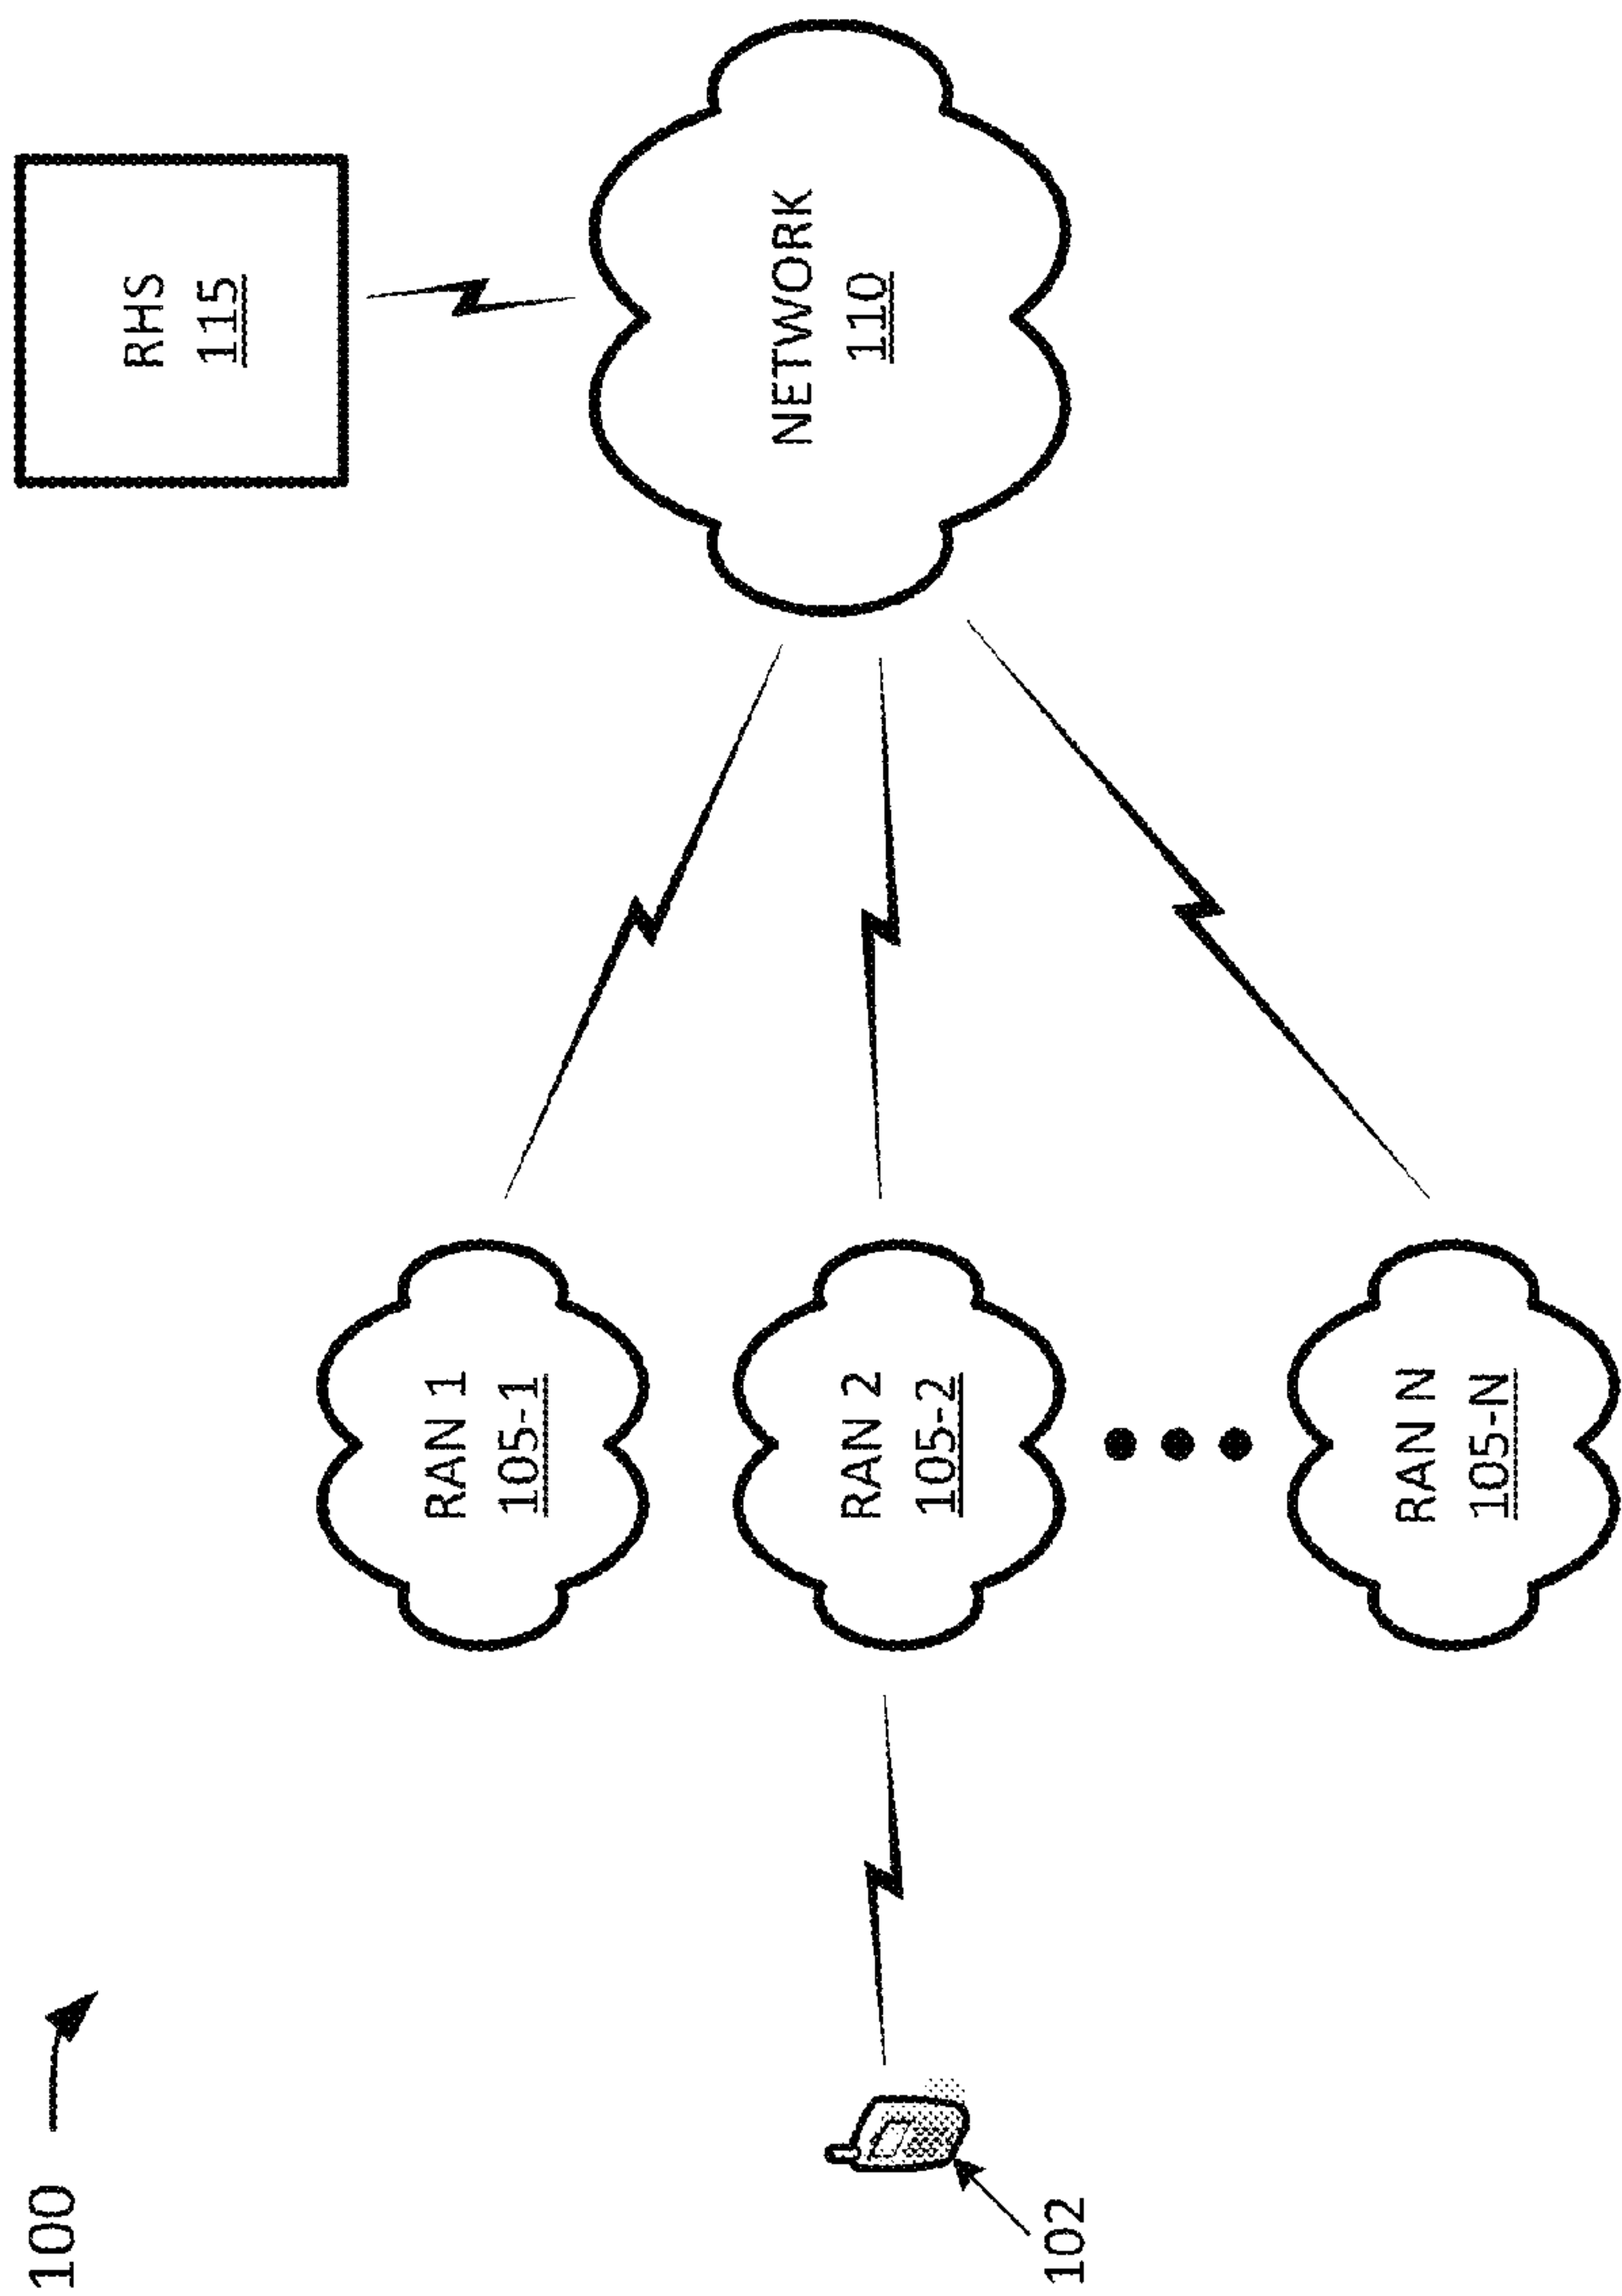 100
RHS
115
NETWORK
110
RAN 1
105-1
RAN 2
105-2
RAN N
105-N
102